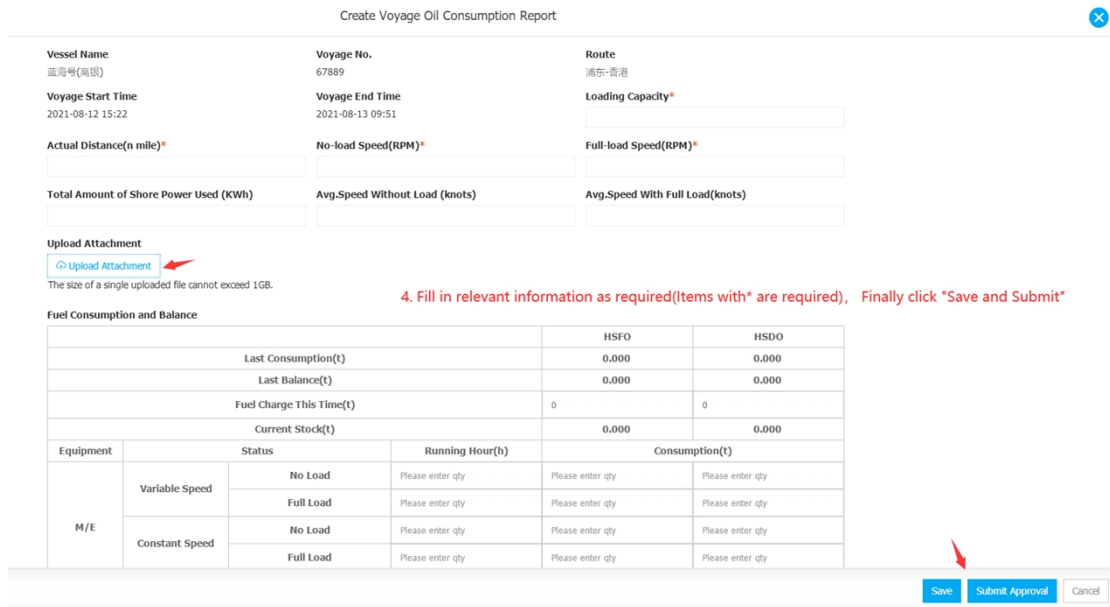 Create Voyage Oil Consumption Report
Vessel Name Voyage No. Route
蓝海号(高银) 67889 浦东-香港
Voyage Start Time Voyage End Time Loading Capacity*
2021-08-12 15:22 2021-08-13 09:51
Actual Distance(n mile)* No-load Speed(RPM)* Full-load Speed(RPM)*
Total Amount of Shore Power Used (KWh) Avg.Speed Without Load (knots) Avg.Speed With Full Load(knots)
Upload Attachment
Upload Attachment
The size of a single uploaded file cannot exceed 1GB.
4. Fill in relevant information as required(Items with* are required)， Finally click "Save and Submit"
Fuel Consumption and Balance
HSFO HSDO
Last Consumption(t) 0.000 0.000
Last Balance(t) 0.000 0.000
Fuel Charge This Time(t) 0 0
Current Stock(t) 0.000 0.000
Equipment Status Running Hour(h) Consumption(t)
M/E Variable Speed No Load Please enter qty Please enter qty Please enter qty
Full Load Please enter qty Please enter qty Please enter qty
Constant Speed No Load Please enter qty Please enter qty Please enter qty
Full Load Please enter qty Please enter qty Please enter qty
Save Submit Approval Cancel